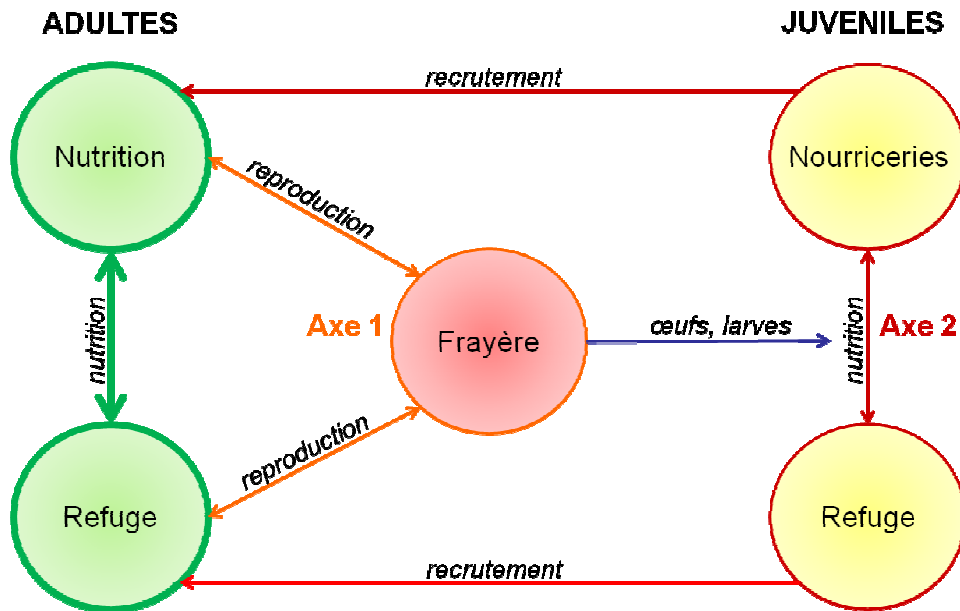 ADULTES
JUVENILES
recrutement
Nutrition
Nourriceries
reproduction
nutrition
Axe 1
Frayère
œufs, larves
nutrition
Axe 2
reproduction
Refuge
Refuge
recrutement